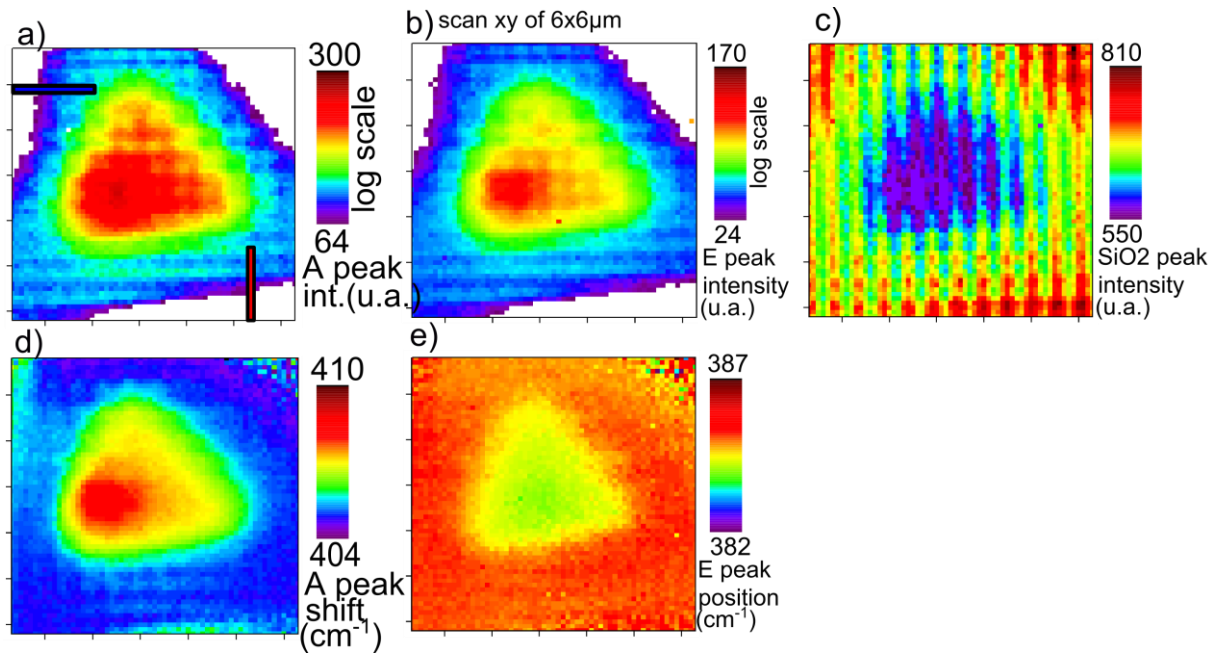 a)
300
log scale
64
A peak
int.(u.a.)
b) scan xy of 6x6μm
170
log scale
24
E peak
intensity
(u.a.)
c)
810
550
SiO2 peak
intensity
(u.a.)
d)
410
404
A peak
shift
(cm-1)
e)
387
382
E peak
position
(cm-1)